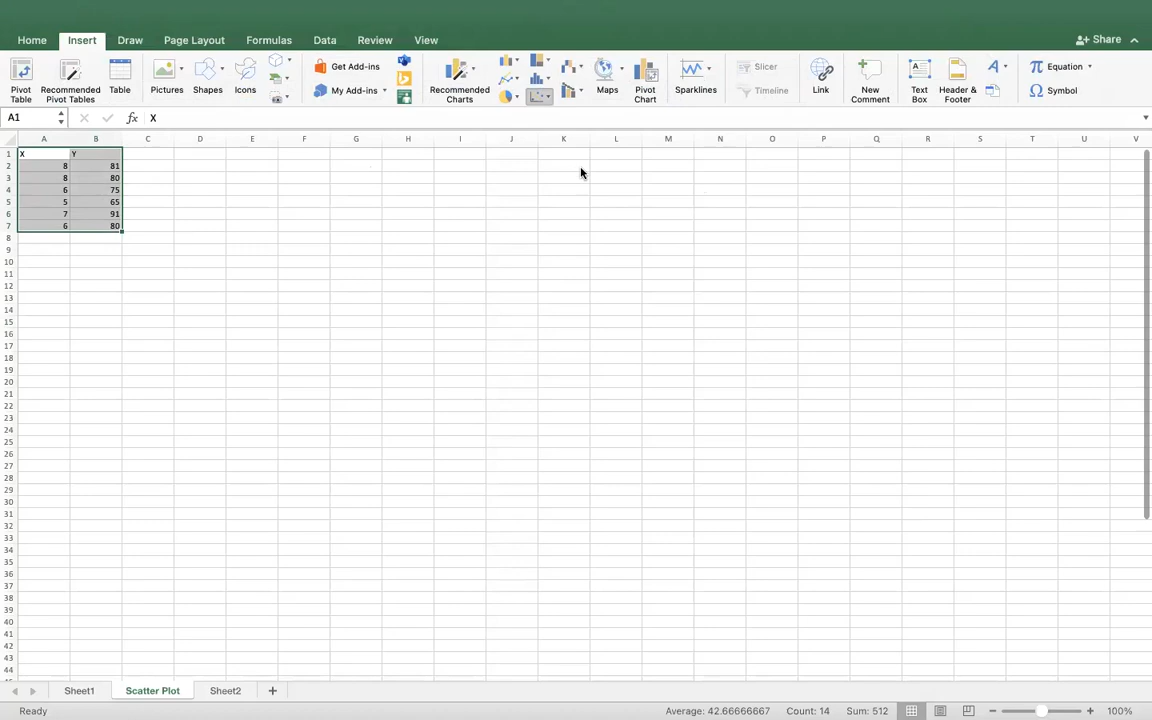 Home Insert Draw Page Layout Formulas Data Review View Share
Pivot Table
Recommended Pivot Tables
Table
Pictures
Shapes
Icons
Get Add-ins
My Add-ins
Recommended Charts
Maps
Pivot Chart
Sparklines
Slicer
Timeline
Link
New Comment
Text Box
Header & Footer
A
Equation
Symbol
A1 fx X
A B C D E F G H I J K L M N O P Q R S T U V
1 X Y
2 8 81
3 8 80
4 6 75
5 5 65
6 7 91
7 6 80
8
9
10
11
12
13
14
15
16
17
18
19
20
21
22
23
24
25
26
27
28
29
30
31
32
33
34
35
36
37
38
39
40
41
42
43
44
Sheet1 Scatter Plot Sheet2 +
Ready Average: 42.66666667 Count: 14 Sum: 512 100%